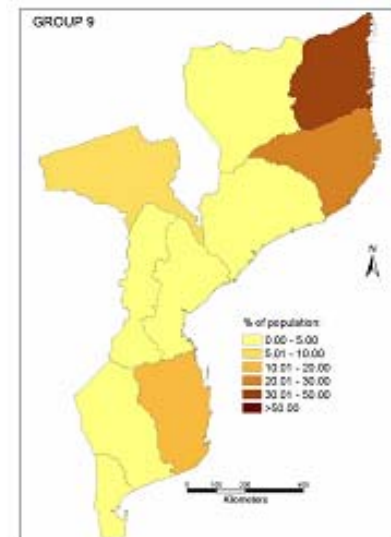 GROUP 9
N
% of population
0.00 - 5.00
5.01 - 10.00
10.01 - 20.00
20.01 - 30.00
30.01 - 50.00
>50.00
Kilometers